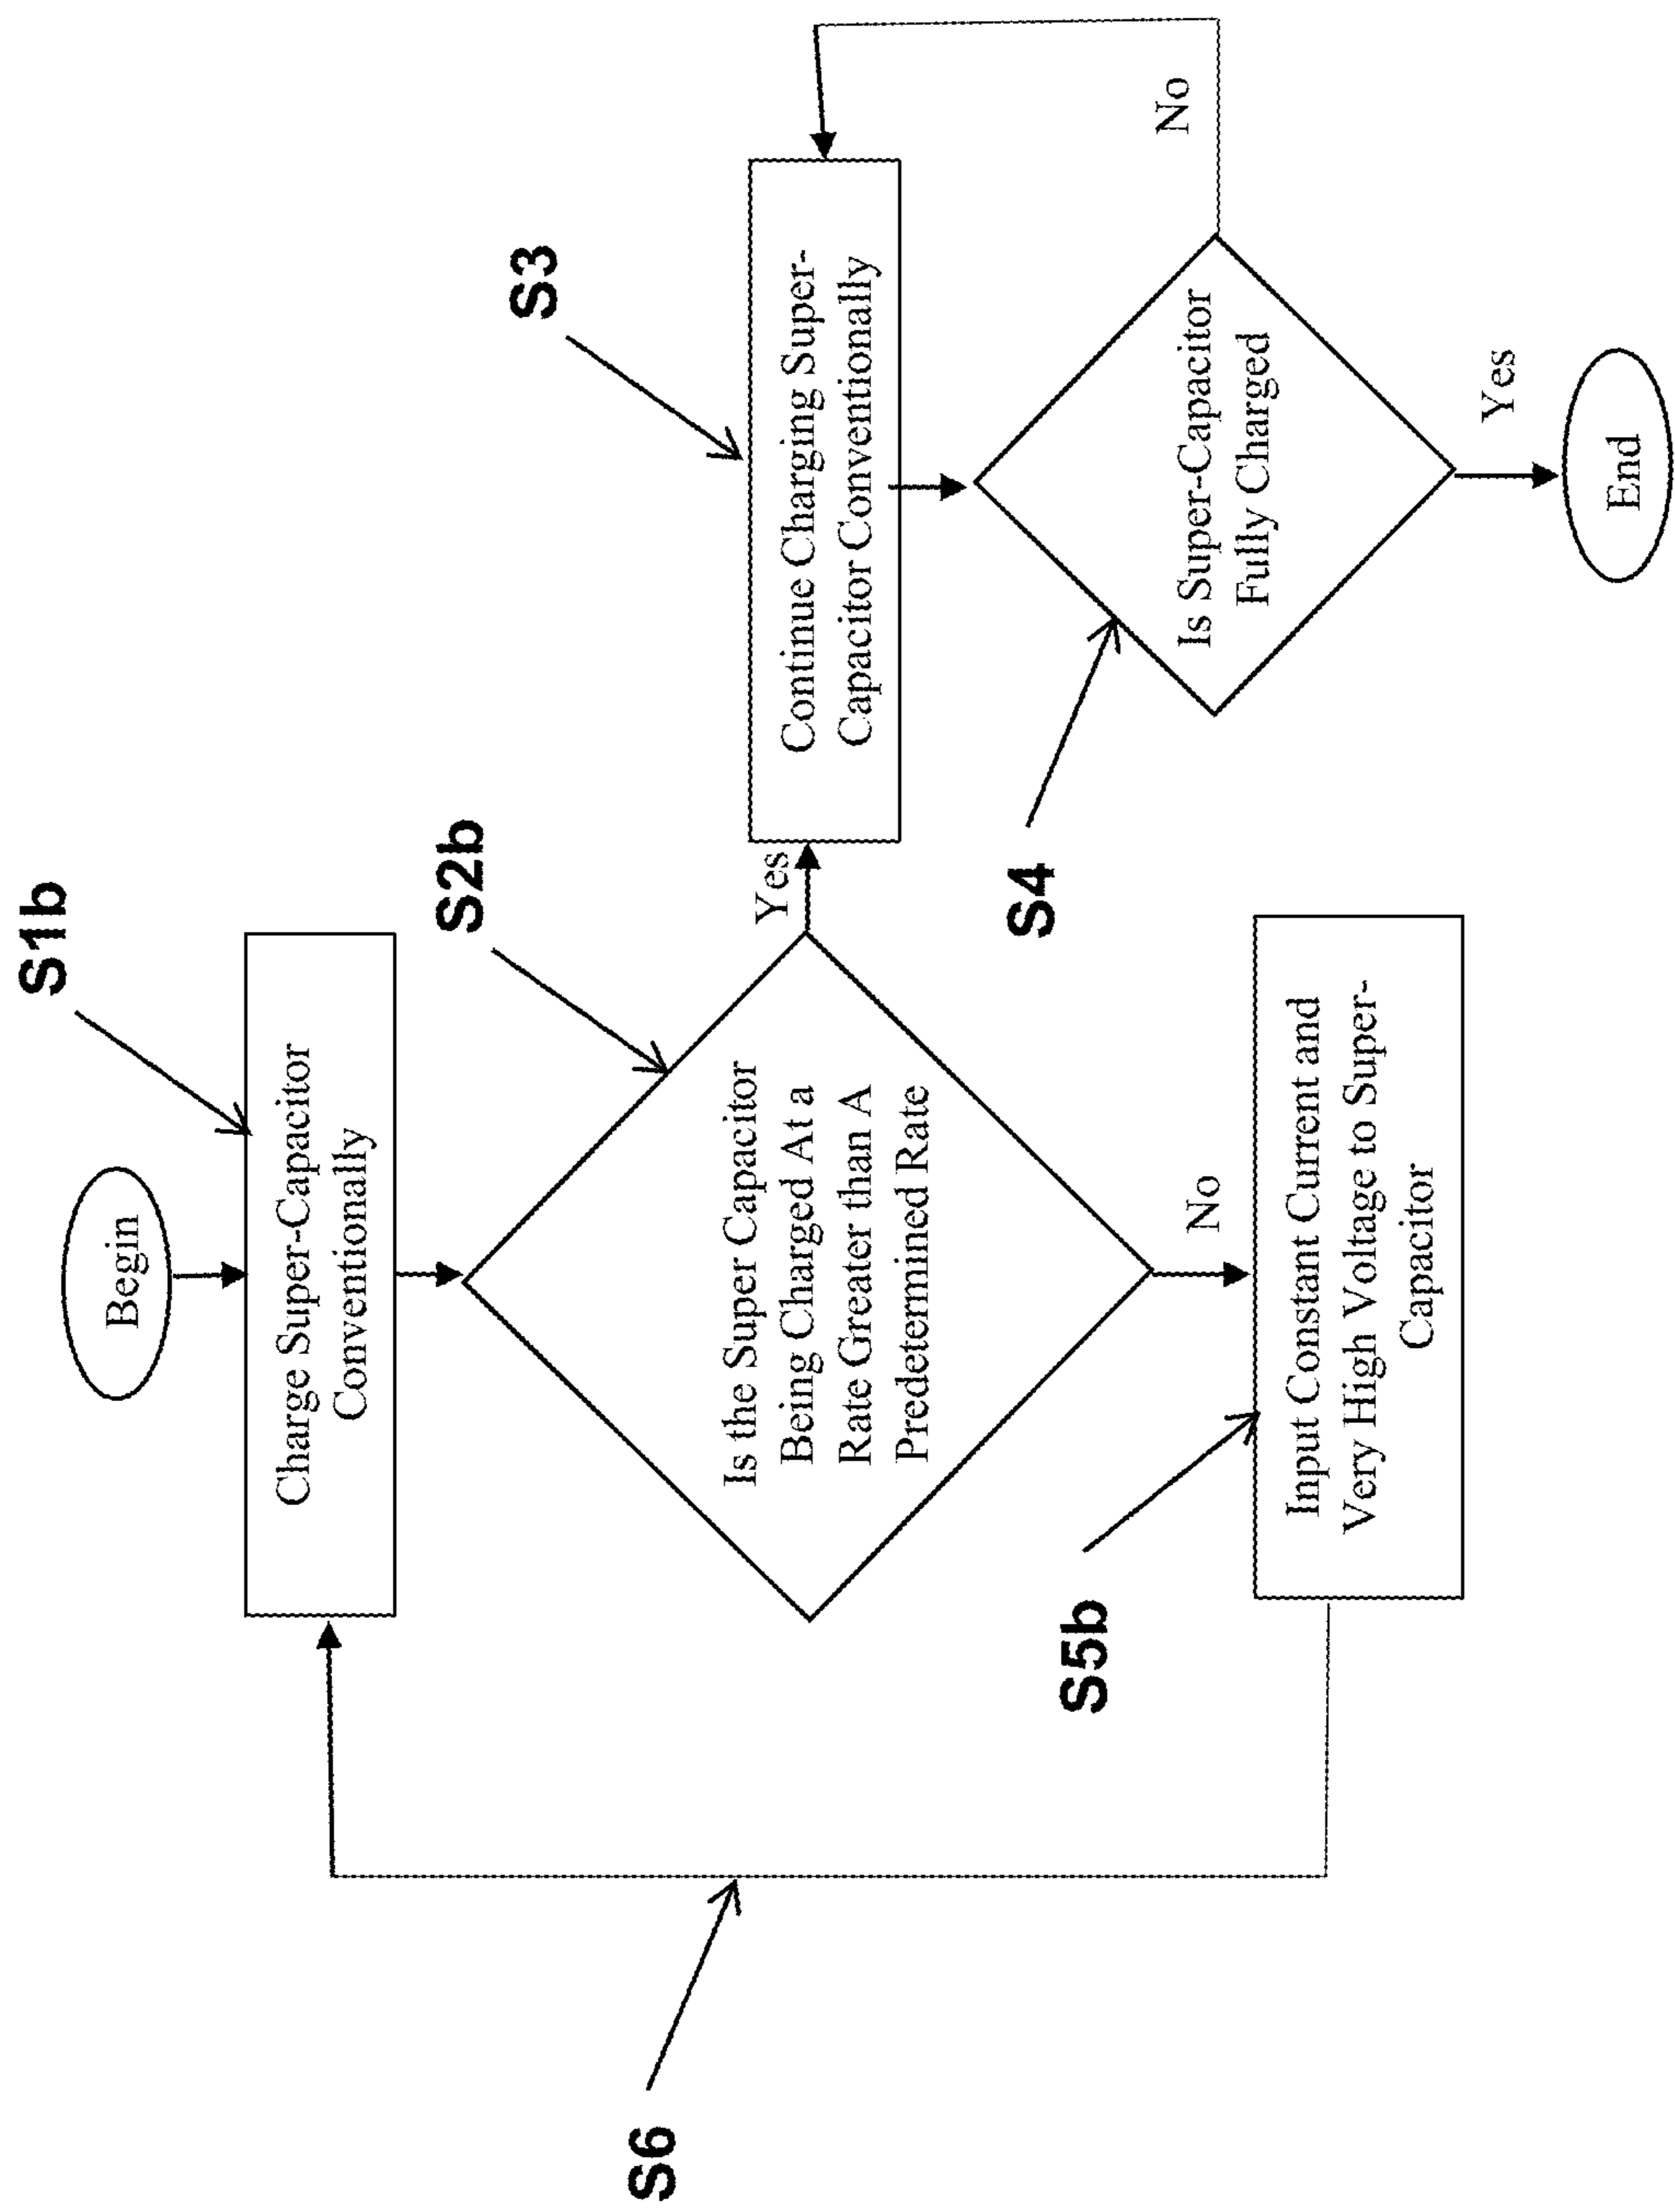 S1b
Begin
Charge Super-Capacitor
Conventionally
S2b
Is the Super Capacitor
Being Charged At a
Rate Greater than A
Predetermined Rate
Yes
S3
Continue Charging Super-
Capacitor Conventionally
S4
Is Super-Capacitor
Fully Charged
No
Yes
End
No
S5b
Input Constant Current and
Very High Voltage to Super-
Capacitor
S6